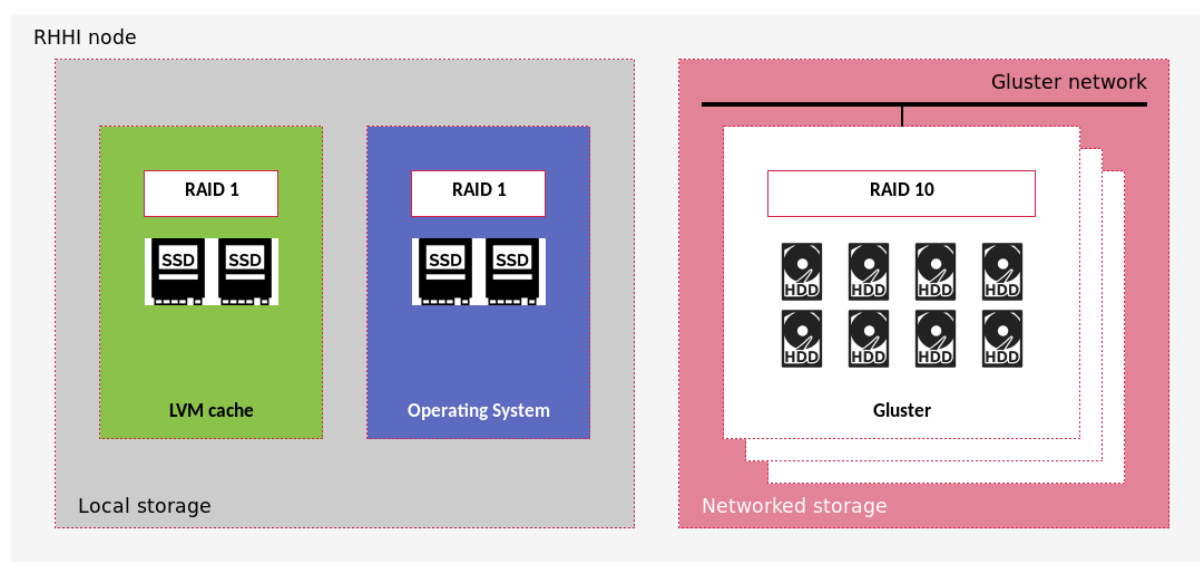 RHHI node
Gluster network
RAID 1
RAID 1
RAID 10
SSD SSD
SSD SSD
HDD HDD HDD HDD
HDD HDD HDD HDD
LVM cache
Operating System
Gluster
Local storage
Networked storage